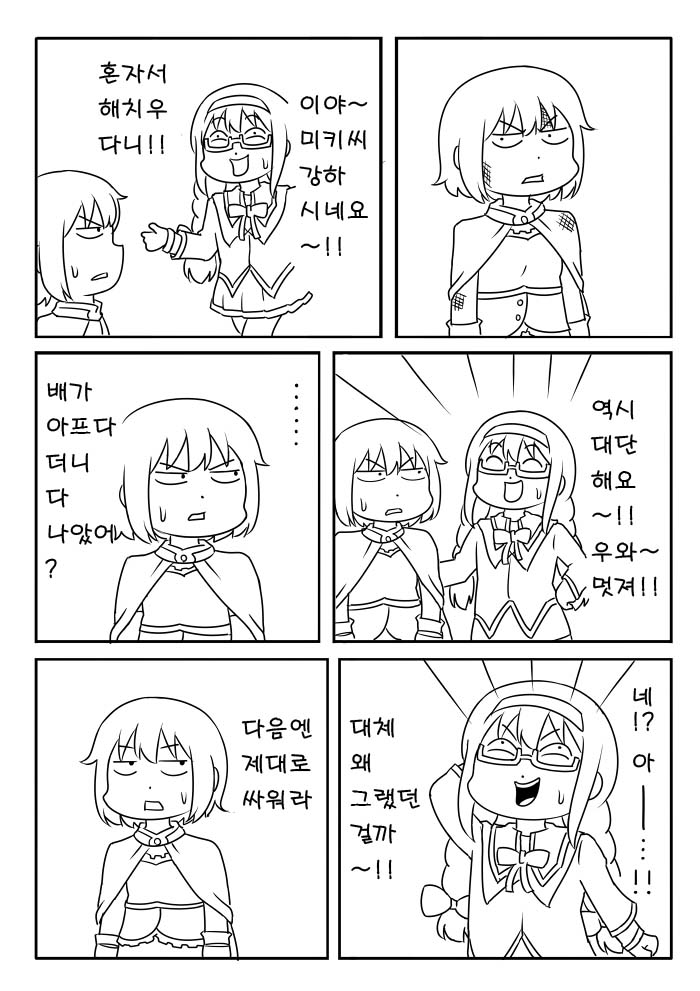 이야~
미키씨
강하
시네요
~!!
혼자서
해치우
다니!!
역시
대단
해요
~!!
우와~
멋져!!
......
배가
아프다
더니
다
나았어
?
네
!?
아
ㅡ
...
!!
대체
왜
그랬던
걸까
~!!
다음엔
제대로
싸워라